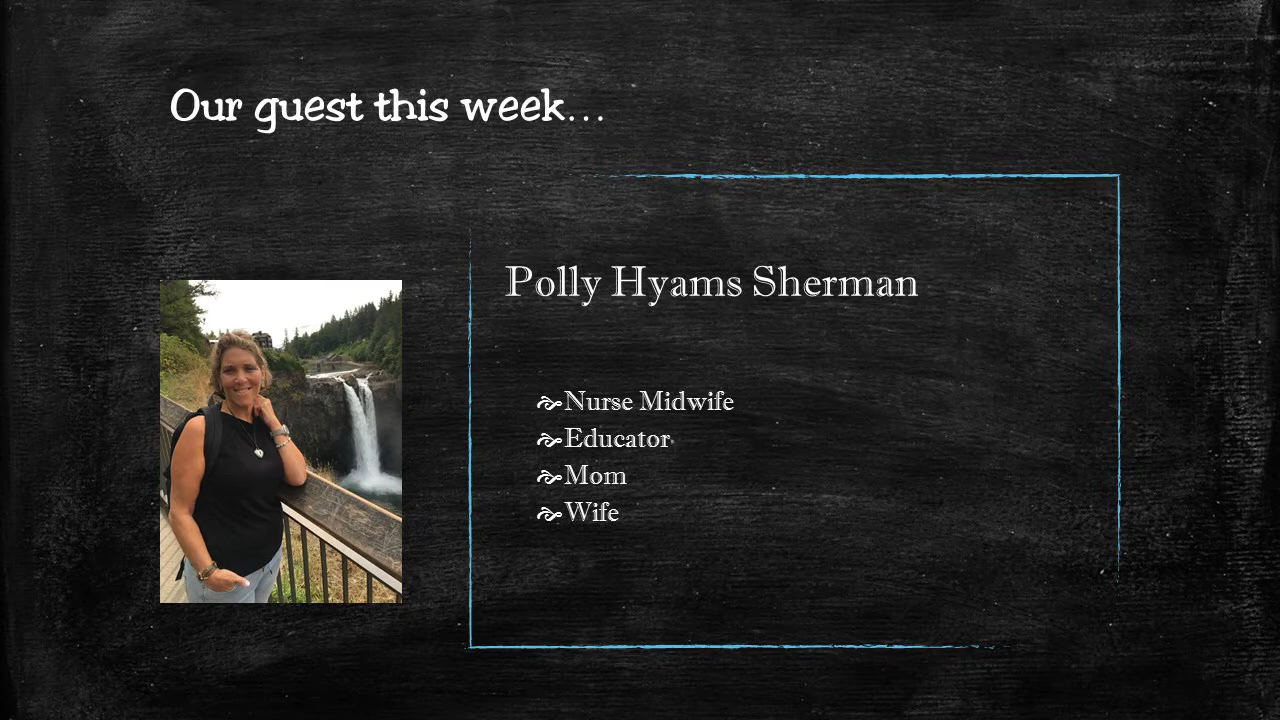 Our guest this week…
Polly Hyams Sherman
Nurse Midwife
Educator
Mom
Wife